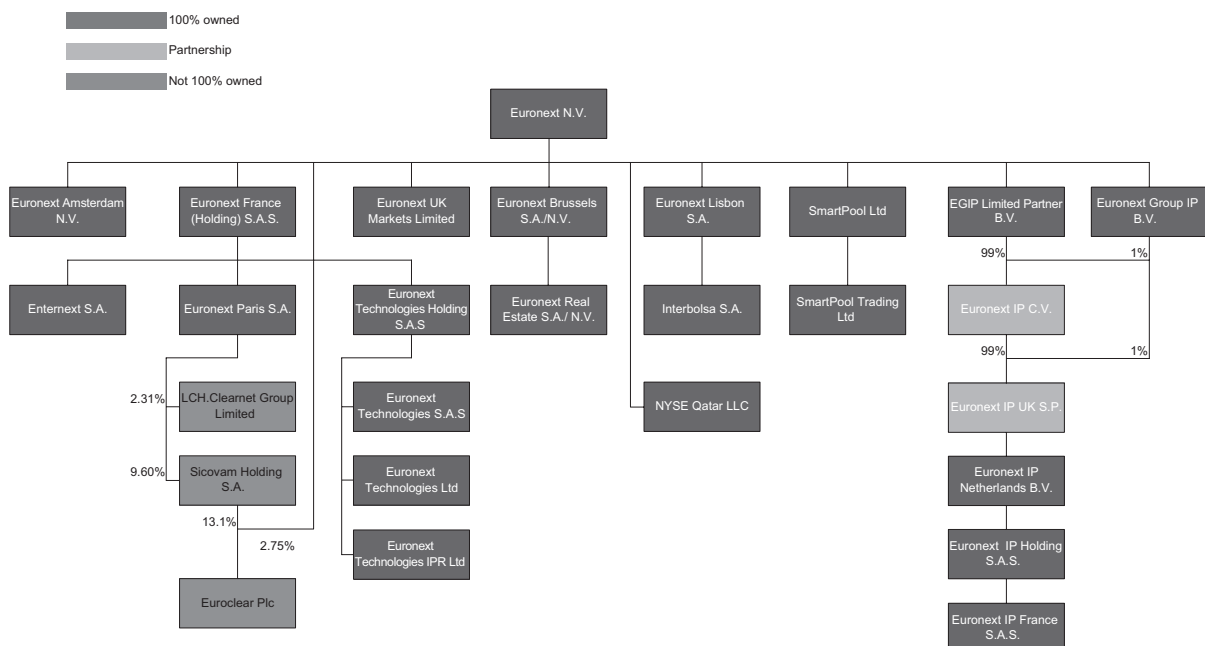 100% owned
Partnership
Not 100% owned
Euronext N.V.
Euronext Amsterdam
N.V.
Euronext France
(Holding) S.A.S.
Euronext UK
Markets Limited
Euronext Brussels
S.A./N.V.
Euronext Lisbon
S.A.
SmartPool Ltd
EGIP Limited Partner
B.V.
Euronext Group IP
B.V.
99%
1%
Enternext S.A.
Euronext Paris S.A.
Euronext
Technologies Holding
S.A.S
Euronext Real
Estate S.A./ N.V.
Interbolsa S.A.
SmartPool Trading
Ltd
Euronext IP C.V.
99%
1%
2.31%
LCH.Clearnet Group
Limited
Euronext
Technologies S.A.S
NYSE Qatar LLC
Euronext IP UK S.P.
9.60%
Sicovam Holding
S.A.
Euronext
Technologies Ltd
Euronext IP
Netherlands B.V.
13.1%
2.75%
Euronext
Technologies IPR Ltd
Euronext IP Holding
S.A.S.
Euroclear Plc
Euronext IP France
S.A.S.